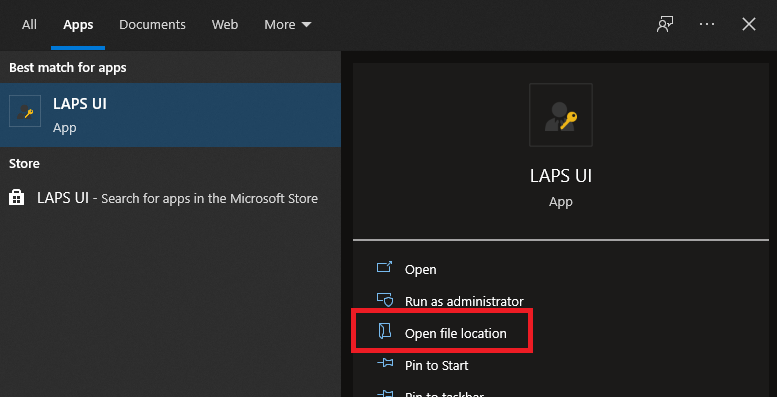 All Apps Documents Web More
Best match for apps
LAPS UI
App
Store
LAPS UI - Search for apps in the Microsoft Store
LAPS UI
App
Open
Run as administrator
Open file location
Pin to Start
Pin to taskbar